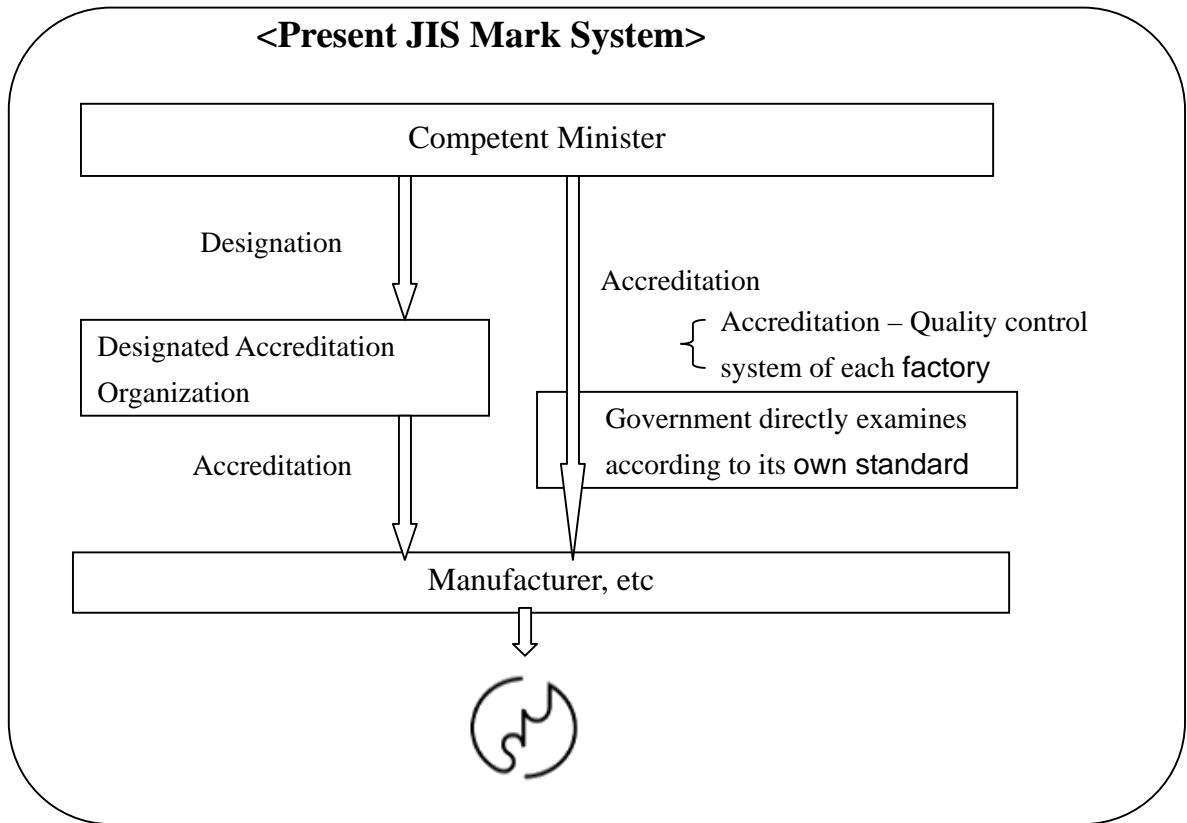 <Present JIS Mark System>
Competent Minister
Designation
Accreditation
Accreditation – Quality control
system of each factory
Designated Accreditation
Organization
Government directly examines
according to its own standard
Accreditation
Manufacturer, etc